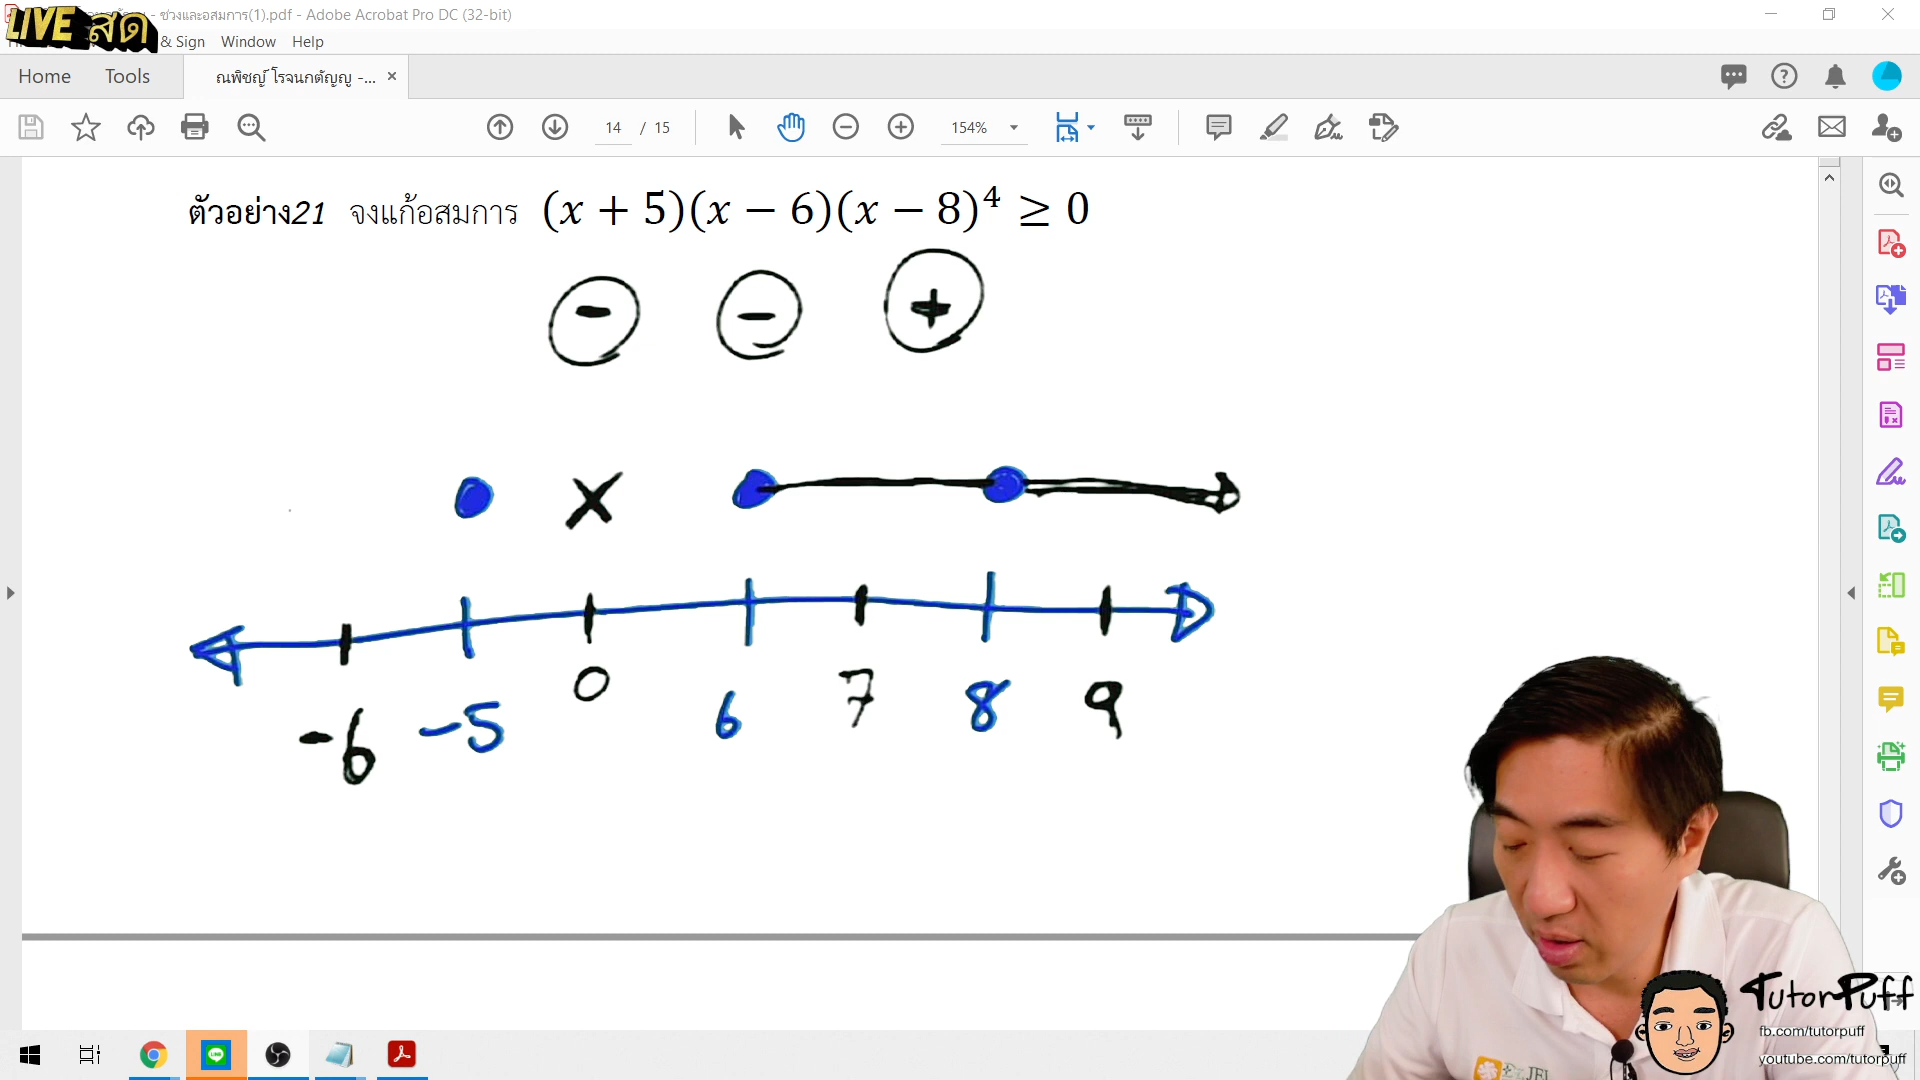 LIVE สด
- ช่วงและอสมการ(1).pdf - Adobe Acrobat Pro DC (32-bit)
& Sign Window Help
Home Tools ณพิชญ์ โรจนกตัญญู -... ×
14 / 15 154%
ตัวอย่าง21 จงแก้อสมการ (x + 5)(x − 6)(x − 8)⁴ ≥ 0
- - +
×
-6 -5 0 6 7 8 9
TutorPuff
fb.com/tutorpuff
youtube.com/tutorpuff